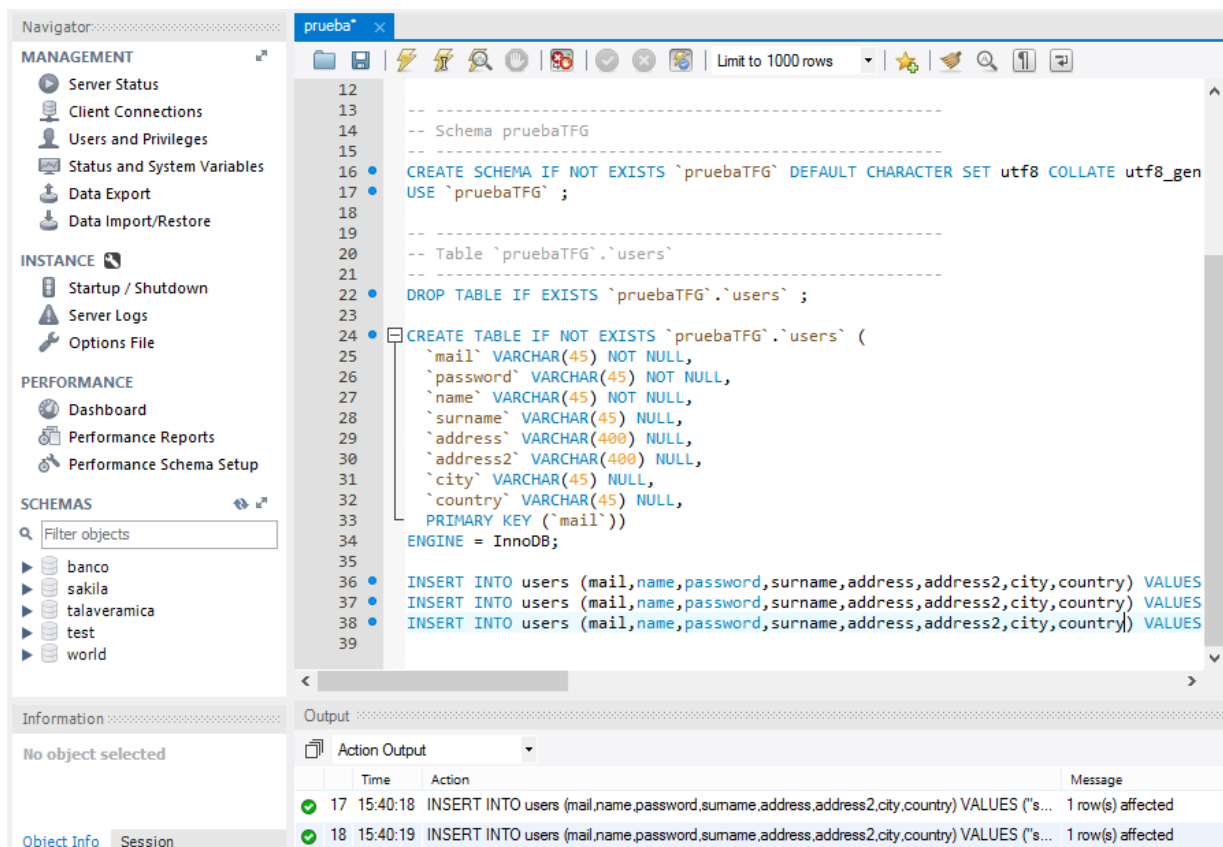 Navigator
MANAGEMENT
Server Status
Client Connections
Users and Privileges
Status and System Variables
Data Export
Data Import/Restore
INSTANCE
Startup / Shutdown
Server Logs
Options File
PERFORMANCE
Dashboard
Performance Reports
Performance Schema Setup
SCHEMAS
Filter objects
banco
sakila
talaveramica
test
world
Information
No object selected
Object Info Session
prueba*
Limit to 1000 rows
12
13 -- ----------------------------------------------------
14 -- Schema pruebaTFG
15 -- ----------------------------------------------------
16 CREATE SCHEMA IF NOT EXISTS `pruebaTFG` DEFAULT CHARACTER SET utf8 COLLATE utf8_gen
17 USE `pruebaTFG` ;
18
19 -- ----------------------------------------------------
20 -- Table `pruebaTFG`.`users`
21 -- ----------------------------------------------------
22 DROP TABLE IF EXISTS `pruebaTFG`.`users` ;
23
24 CREATE TABLE IF NOT EXISTS `pruebaTFG`.`users` (
25 `mail` VARCHAR(45) NOT NULL,
26 `password` VARCHAR(45) NOT NULL,
27 `name` VARCHAR(45) NOT NULL,
28 `surname` VARCHAR(45) NULL,
29 `address` VARCHAR(400) NULL,
30 `address2` VARCHAR(400) NULL,
31 `city` VARCHAR(45) NULL,
32 `country` VARCHAR(45) NULL,
33 PRIMARY KEY (`mail`))
34 ENGINE = InnoDB;
35
36 INSERT INTO users (mail,name,password,surname,address,address2,city,country) VALUES
37 INSERT INTO users (mail,name,password,surname,address,address2,city,country) VALUES
38 INSERT INTO users (mail,name,password,surname,address,address2,city,country) VALUES
39
Output
Action Output
Time Action Message
17 15:40:18 INSERT INTO users (mail,name,password,surname,address,address2,city,country) VALUES ("s... 1 row(s) affected
18 15:40:19 INSERT INTO users (mail,name,password,surname,address,address2,city,country) VALUES ("s... 1 row(s) affected